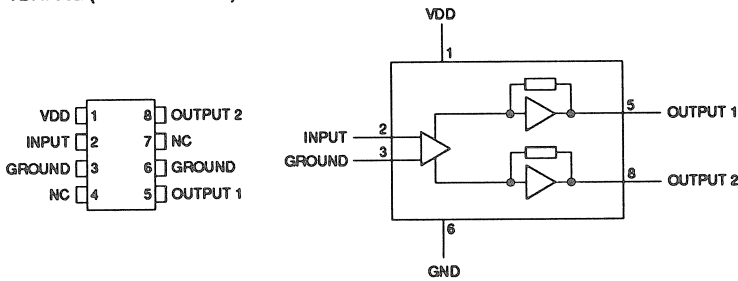 VDD 1 8 OUTPUT 2
INPUT 2 7 NC
GROUND 3 6 GROUND
NC 4 5 OUTPUT 1
VDD
1
INPUT 2
GROUND 3
5 OUTPUT 1
8 OUTPUT 2
6
GND